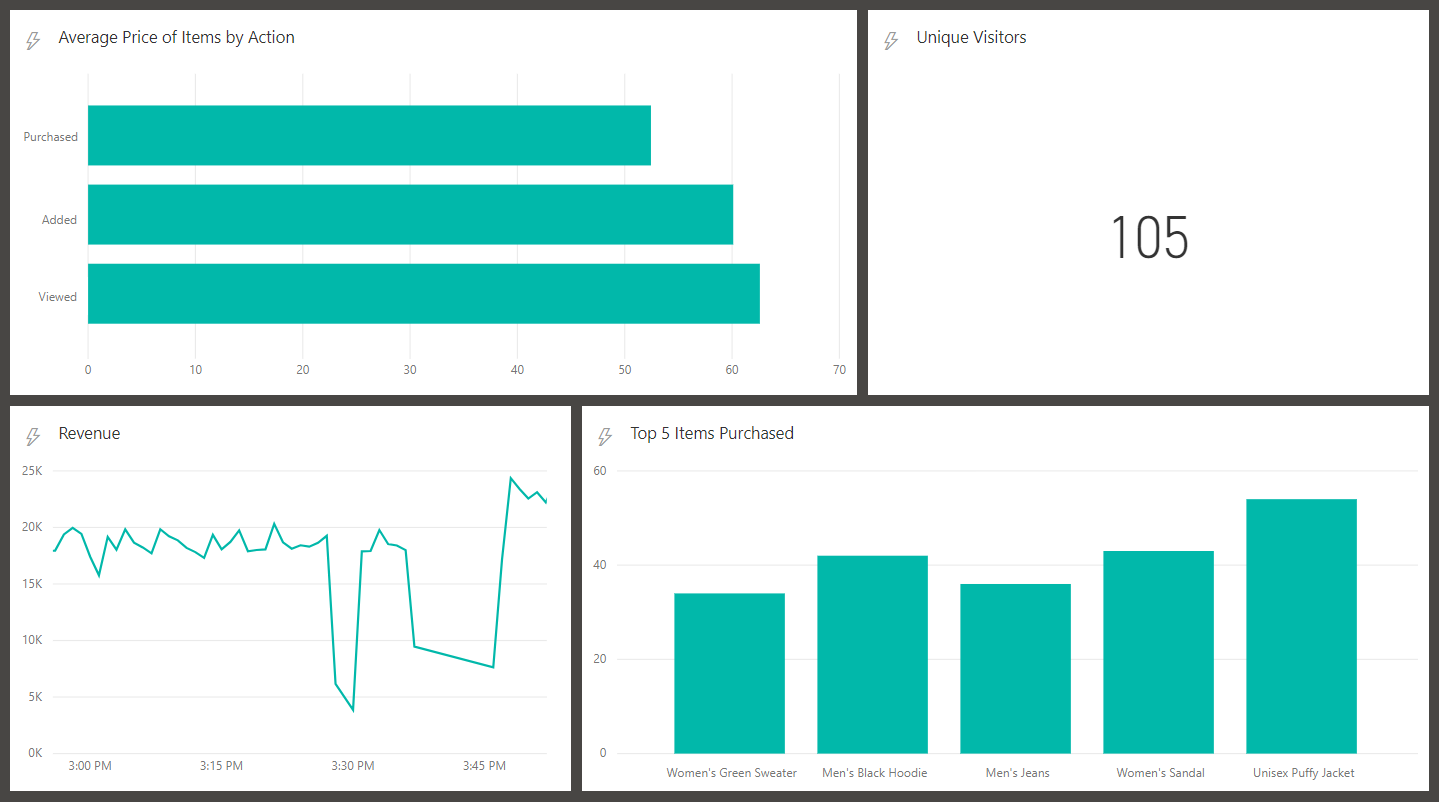 Average Price of Items by Action
Purchased
Added
Viewed
0 10 20 30 40 50 60 70
Unique Visitors
105
Revenue
25K
20K
15K
10K
5K
0K
3:00 PM 3:15 PM 3:30 PM 3:45 PM
Top 5 Items Purchased
60
40
20
0
Women's Green Sweater Men's Black Hoodie Men's Jeans Women's Sandal Unisex Puffy Jacket